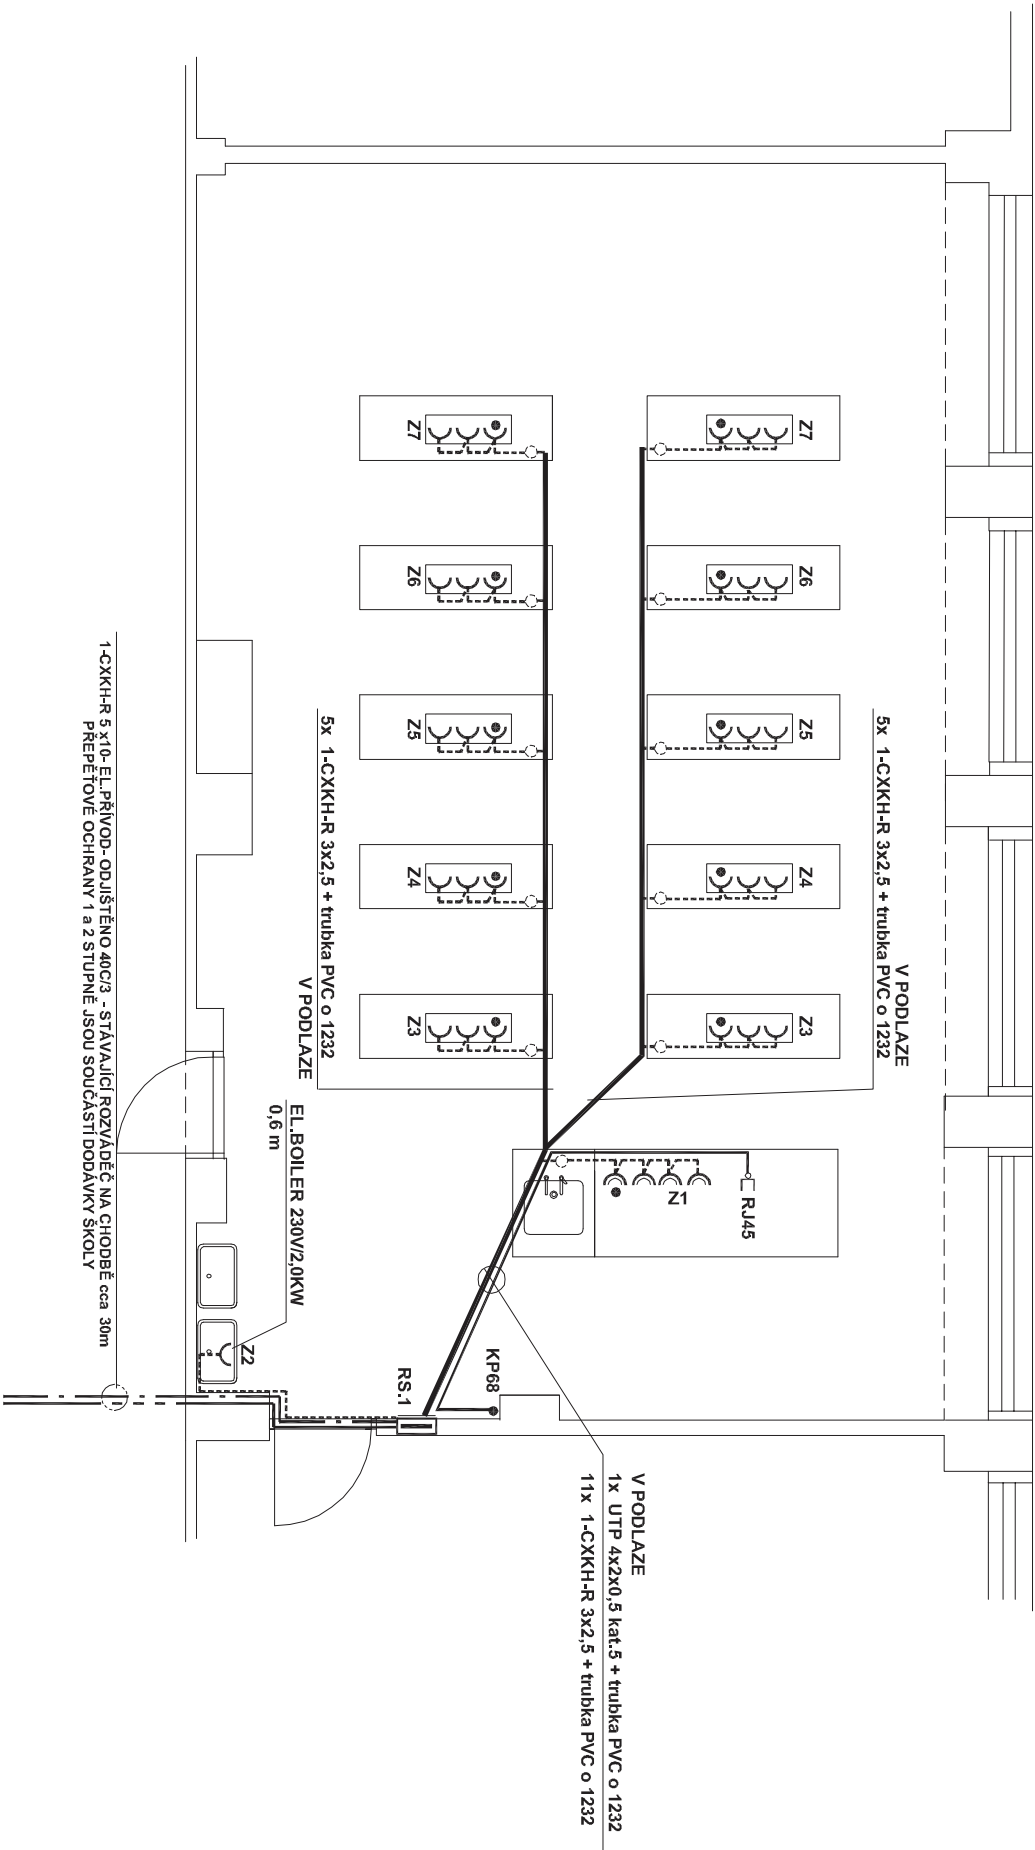 V PODLAZE
1x UTP 4x2x0,5 kat.5 + trubka PVC o 1232
11x 1-CXKH-R 3x2,5 + trubka PVC o 1232
V PODLAZE
5x 1-CXKH-R 3x2,5 + trubka PVC o 1232
Z7
Z6
Z5
Z4
Z3
RJ45
Z1
KP68
RS.1
Z7
Z6
Z5
Z4
Z3
5x 1-CXKH-R 3x2,5 + trubka PVC o 1232
V PODLAZE
EL.BOILER 230V/2,0KW
0,6 m
Z2
1-CXKH-R 5 x10- EL.PŘÍVOD- ODJIŠTĚNO 40C/3 - STÁVAJÍCÍ ROZVÁDĚČ NA CHODBĚ cca 30m
PŘEPĚŤOVÉ OCHRANY 1 a 2 STUPNĚ JSOU SOUČÁSTÍ DODÁVKY ŠKOLY